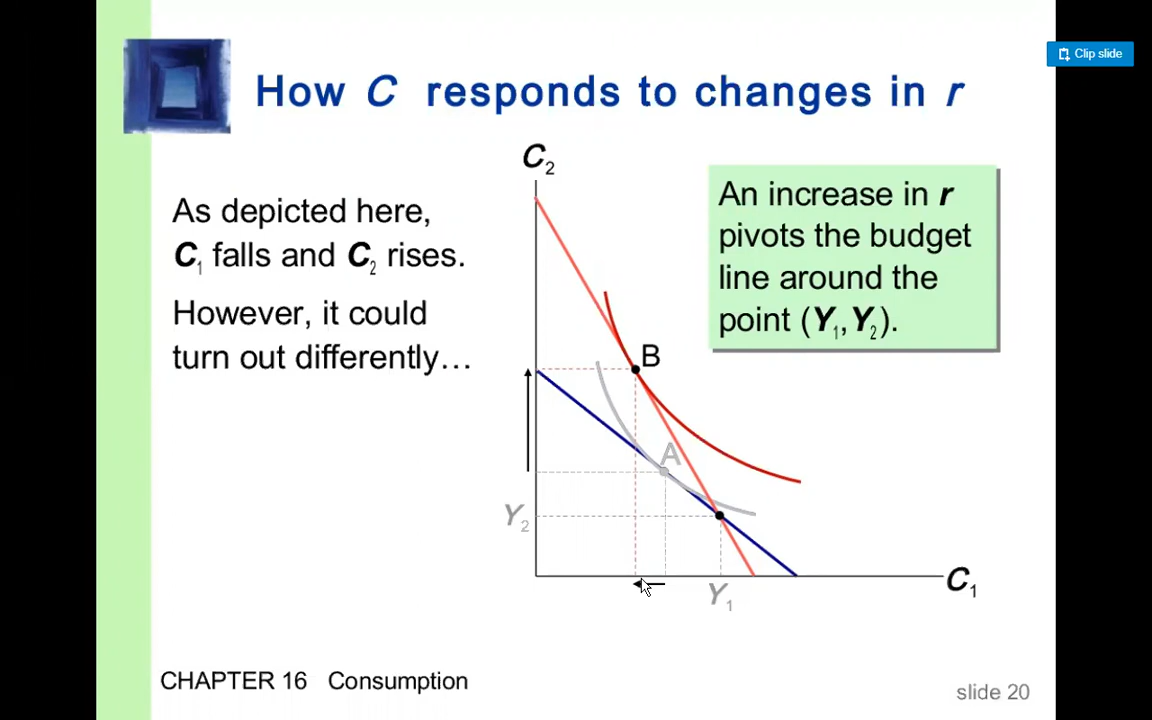 Clip slide
How C responds to changes in r
As depicted here,
C₁ falls and C₂ rises.
However, it could
turn out differently…
C₂
An increase in r
pivots the budget
line around the
point (Y₁,Y₂).
B
A
Y₂
Y₁
C₁
CHAPTER 16 Consumption
slide 20